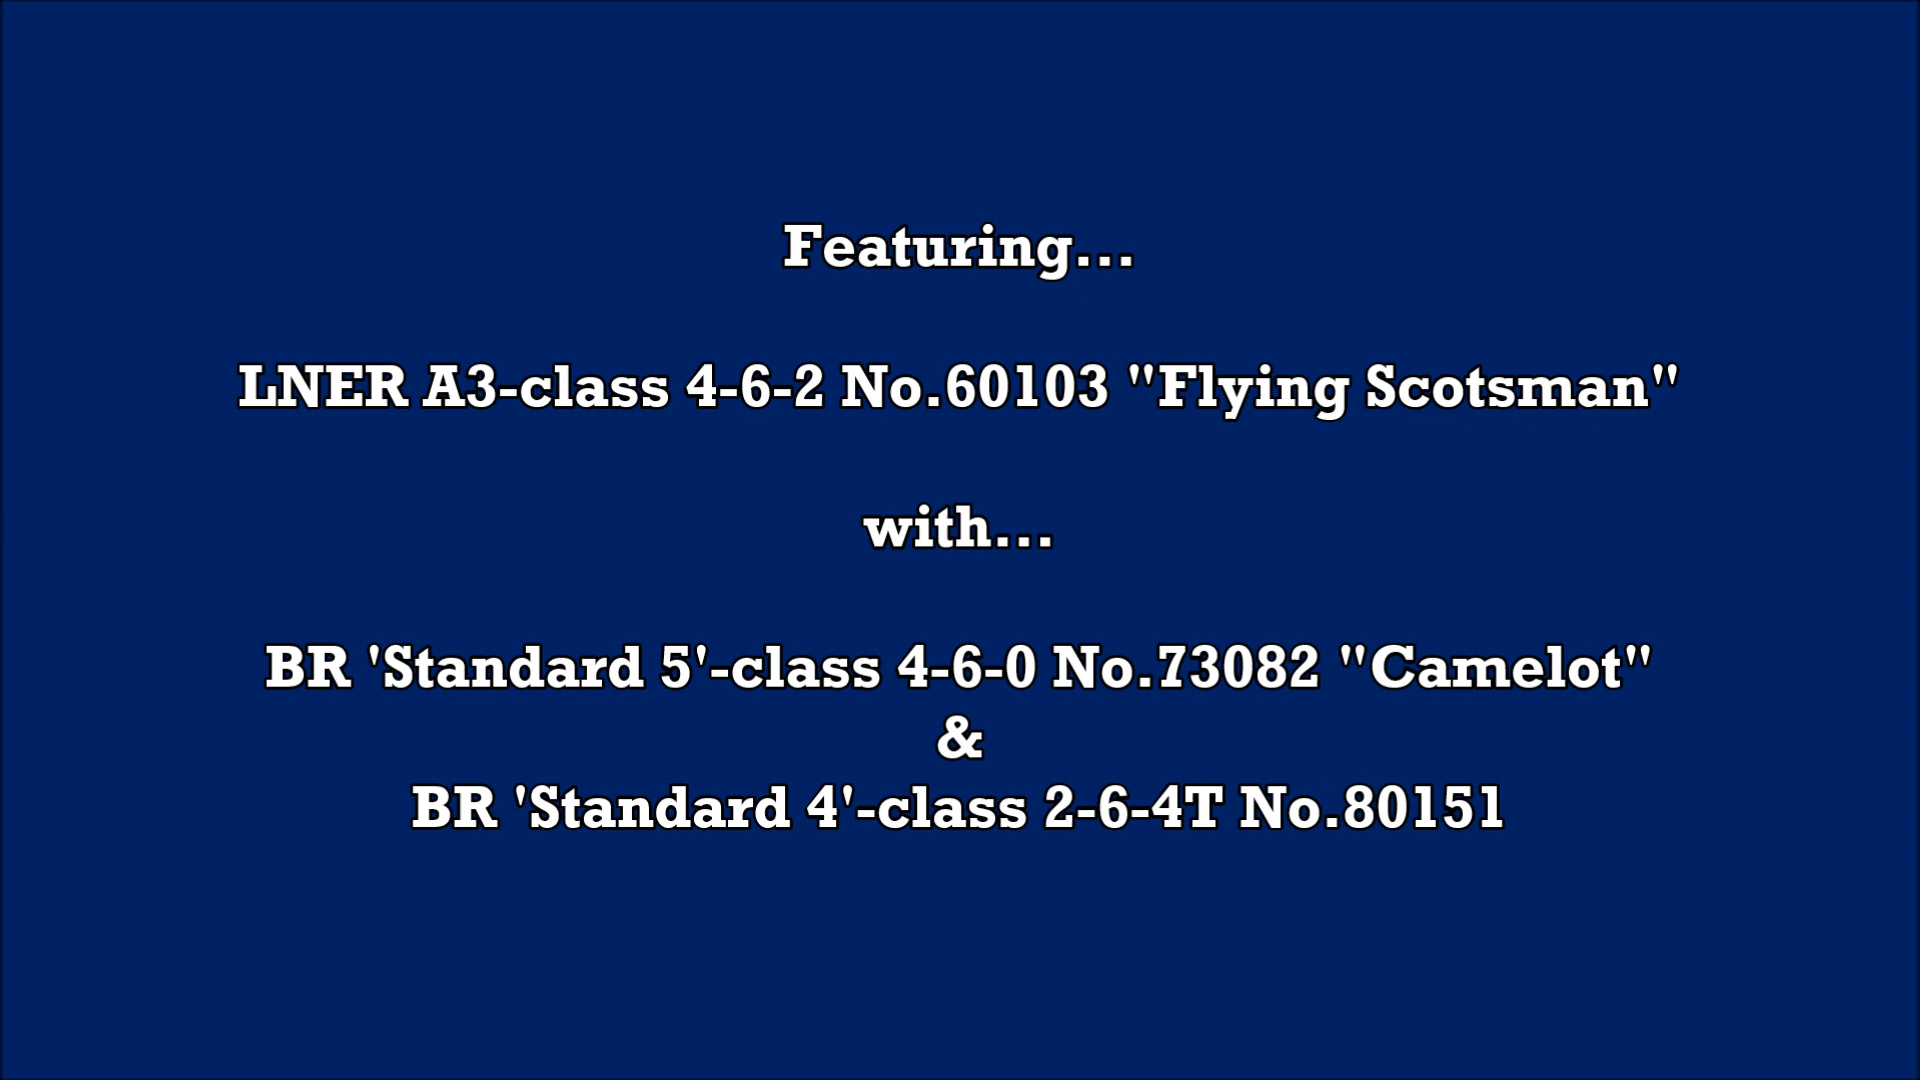 Featuring...
LNER A3-class 4-6-2 No.60103 "Flying Scotsman"
with...
BR 'Standard 5'-class 4-6-0 No.73082 "Camelot"
&
BR 'Standard 4'-class 2-6-4T No.80151